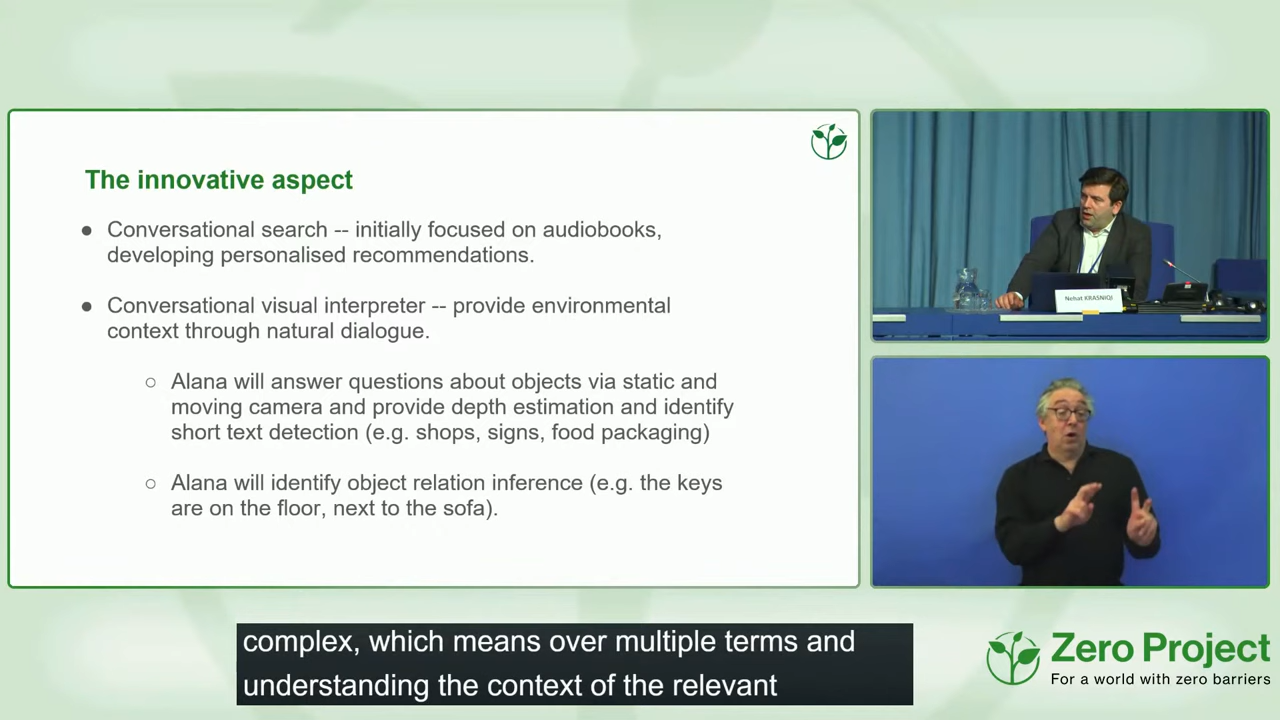 The innovative aspect
● Conversational search -- initially focused on audiobooks,
developing personalised recommendations.
● Conversational visual interpreter -- provide environmental
context through natural dialogue.
○ Alana will answer questions about objects via static and
moving camera and provide depth estimation and identify
short text detection (e.g. shops, signs, food packaging)
○ Alana will identify object relation inference (e.g. the keys
are on the floor, next to the sofa).
Nehat KRASNIQI
complex, which means over multiple terms and
understanding the context of the relevant
Zero Project
For a world with zero barriers